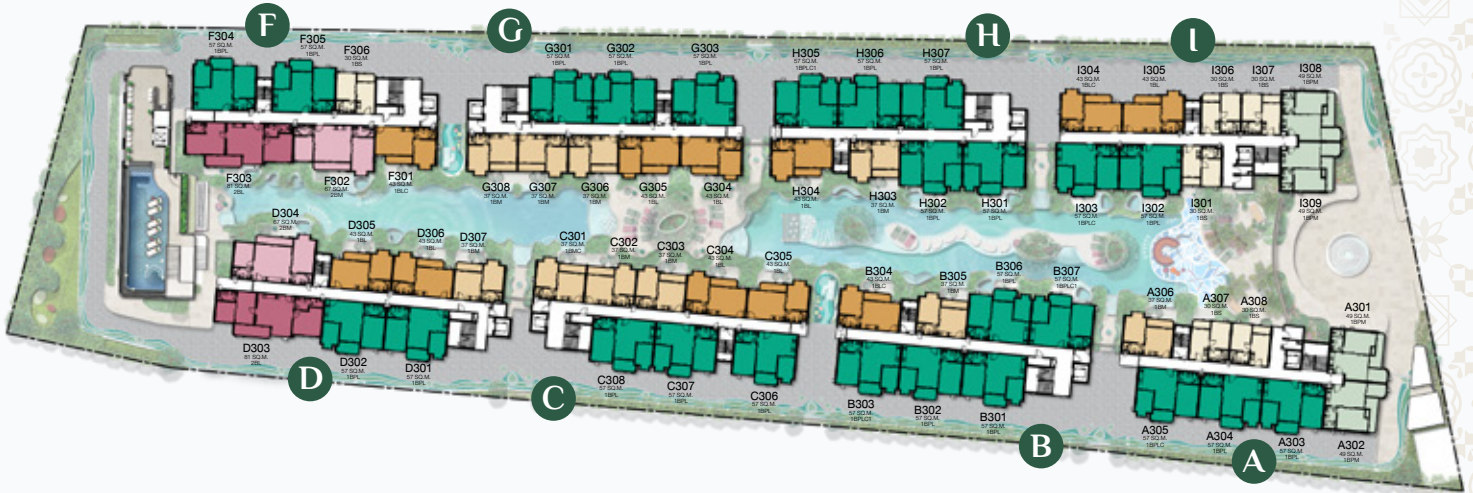 F
G
H
I
F304
57 SQ.M.
1BPL
F305
57 SQ.M.
1BPL
F306
30 SQ.M.
1BS
G301
57 SQ.M.
1BPL
G302
57 SQ.M.
1BPL
G303
57 SQ.M.
1BPL
H305
57 SQ.M.
1BPLC1
H306
57 SQ.M.
1BPL
H307
57 SQ.M.
1BPL
I304
43 SQ.M.
1BLC
I305
43 SQ.M.
1BL
I306
30 SQ.M.
1BS
I307
30 SQ.M.
1BS
I308
49 SQ.M.
1BPM
F303
81 SQ.M.
2BL
F302
67 SQ.M.
2BM
F301
43 SQ.M.
1BLC
G308
37 SQ.M.
1BM
G307
37 SQ.M.
1BM
G306
37 SQ.M.
1BM
G305
43 SQ.M.
1BL
G304
43 SQ.M.
1BL
H304
43 SQ.M.
1BL
H303
37 SQ.M.
1BM
H302
57 SQ.M.
1BPL
H301
57 SQ.M.
1BPL
I303
57 SQ.M.
1BPLC
I302
57 SQ.M.
1BPL
I301
30 SQ.M.
1BS
I309
49 SQ.M.
1BPM
D304
67 SQ.M.
2BM
D305
43 SQ.M.
1BL
D306
43 SQ.M.
1BL
D307
37 SQ.M.
1BM
C301
37 SQ.M.
1BMC
C302
37 SQ.M.
1BM
C303
37 SQ.M.
1BM
C304
43 SQ.M.
1BL
C305
43 SQ.M.
1BL
B304
43 SQ.M.
1BLC
B305
37 SQ.M.
1BM
B306
57 SQ.M.
1BPL
B307
57 SQ.M.
1BPLC1
A306
37 SQ.M.
1BM
A307
30 SQ.M.
1BS
A308
30 SQ.M.
1BS
A301
49 SQ.M.
1BPM
D303
81 SQ.M.
2BL
D302
57 SQ.M.
1BPL
D301
57 SQ.M.
1BPL
C308
57 SQ.M.
1BPL
C307
57 SQ.M.
1BPL
C306
57 SQ.M.
1BPL
B303
57 SQ.M.
1BPLC1
B302
57 SQ.M.
1BPL
B301
57 SQ.M.
1BPL
A305
57 SQ.M.
1BPLC
A304
57 SQ.M.
1BPL
A303
57 SQ.M.
1BPL
A302
49 SQ.M.
1BPM
D
C
B
A